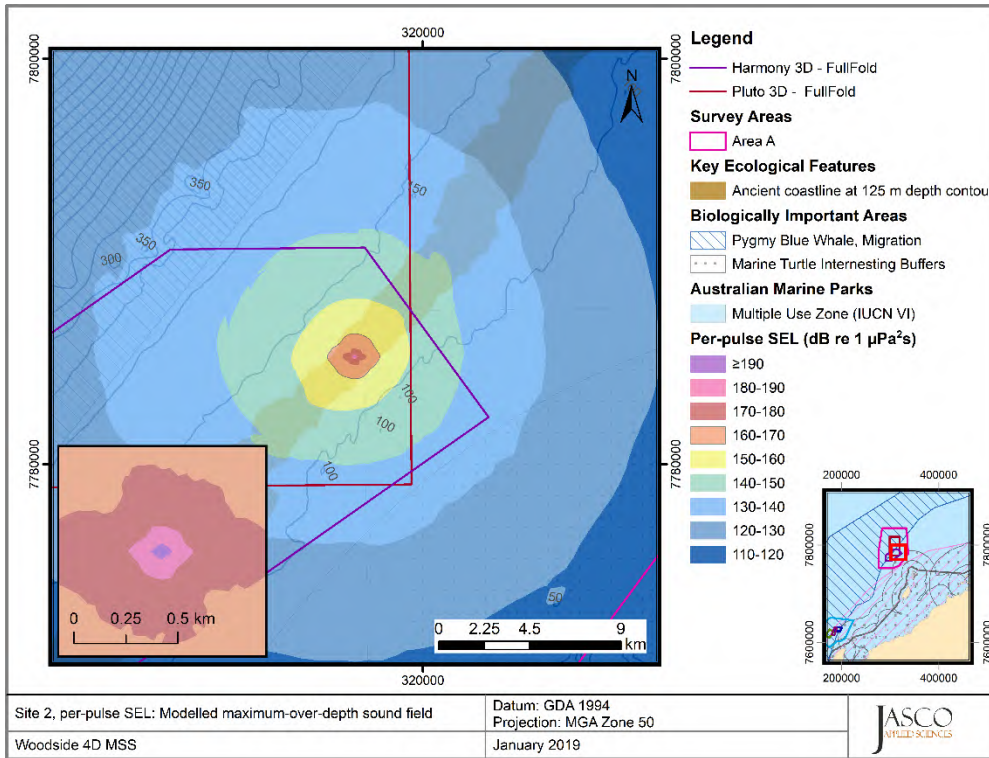 320000
7800000
7800000
N
350
350
300
150
100
100
100
50
7780000
7780000
0 0.25 0.5 km
0 2.25 4.5 9
km
320000
Legend
Harmony 3D - FullFold
Pluto 3D - FullFold
Survey Areas
Area A
Key Ecological Features
Ancient coastline at 125 m depth contour
Biologically Important Areas
Pygmy Blue Whale, Migration
Marine Turtle Internesting Buffers
Australian Marine Parks
Multiple Use Zone (IUCN VI)
Per-pulse SEL (dB re 1 µPa²s)
≥190
180-190
170-180
160-170
150-160
140-150
130-140
120-130
110-120
200000 400000
7800000
7800000
7600000
7600000
200000 400000
Site 2, per-pulse SEL: Modelled maximum-over-depth sound field
Datum: GDA 1994
Projection: MGA Zone 50
Woodside 4D MSS
January 2019
JASCO
APPLIED SCIENCES